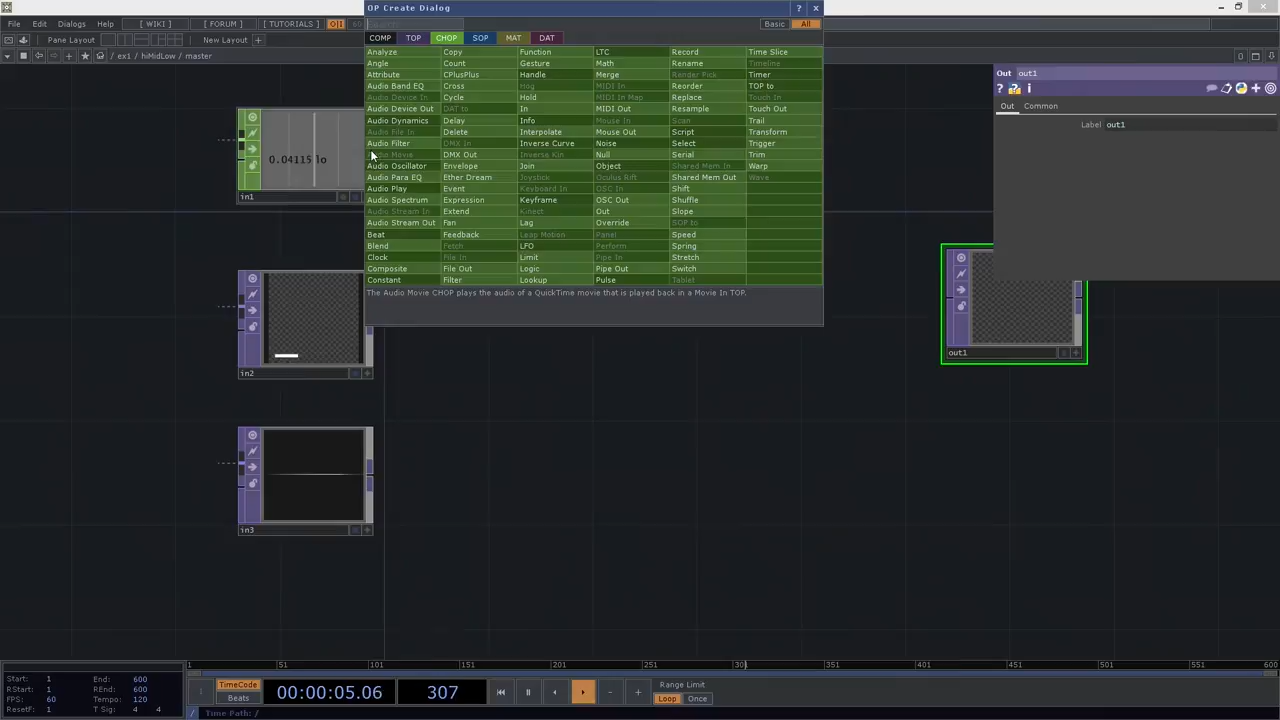 OP Create Dialog ? ×
File Edit Dialogs Help [ WIKI ] [ FORUM ] [ TUTORIALS ] O|I 60 Basic All
Pane Layout New Layout + COMP TOP CHOP SOP MAT DAT
/ ex1 / hiMidLow / master
Analyze Copy Function LTC Record Time Slice
Angle Count Gesture Math Rename Timeline
Attribute CPlusPlus Handle Merge Render Pick Timer
Audio Band EQ Cross Hog MIDI In Reorder TOP to
Audio Device In Cycle Hold MIDI In Map Replace Touch In
Audio Device Out DAT to In MIDI Out Resample Touch Out
Audio Dynamics Delay Info Mouse In Scan Trail
Audio File In Delete Interpolate Mouse Out Script Transform
Audio Filter DMX In Inverse Curve Noise Select Trigger
Audio Movie DMX Out Inverse Kin Null Serial Trim
Audio Oscillator Envelope Join Object Shared Mem In Warp
Audio Para EQ Ether Dream Joystick Oculus Rift Shared Mem Out Wave
Audio Play Event Keyboard In OSC In Shift
Audio Spectrum Expression Keyframe OSC Out Shuffle
Audio Stream In Extend Kinect Out Slope
Audio Stream Out Fan Lag Override SOP to
Beat Feedback Leap Motion Panel Speed
Blend Fetch LFO Perform Spring
Clock File In Limit Pipe In Stretch
Composite File Out Logic Pipe Out Switch
Constant Filter Lookup Pulse Tablet
The Audio Movie CHOP plays the audio of a QuickTime movie that is played back in a Movie In TOP.
Out out1
? ? i
Out Common
Label out1
0.04115 lo
in1
in2
in3
out1
1 51 101 151 201 251 301 351 401 451 501 551 600
Start: 1 End: 600
RStart: 1 REnd: 600
FPS: 60 Tempo: 120
ResetF: 1 T Sig: 4 4
TimeCode
Beats
00:00:05.06 307
Range Limit
Loop Once
/ Time Path: /